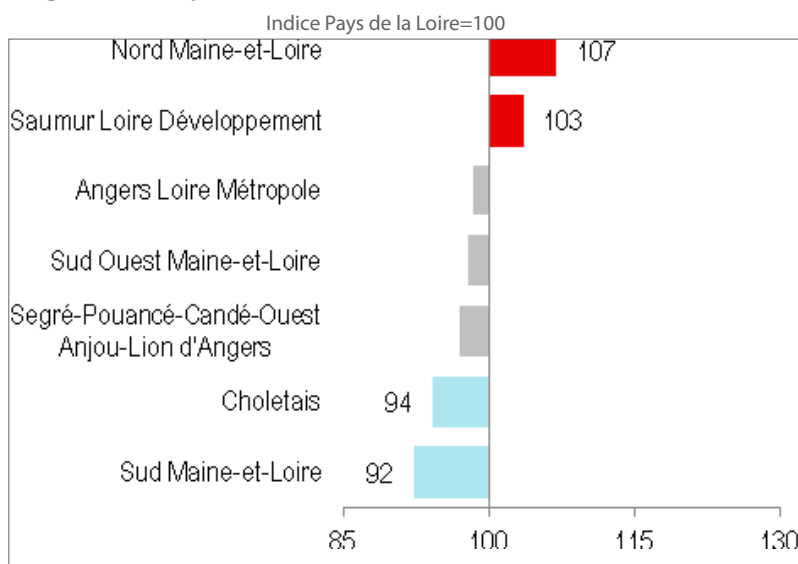 Indice Pays de la Loire=100
Nord Maine-et-Loire 107
Saumur Loire Développement 103
Angers Loire Métropole
Sud Ouest Maine-et-Loire
Segré-Pouancé-Candé-Ouest
Anjou-Lion d'Angers
Choletais 94
Sud Maine-et-Loire 92
85 100 115 130